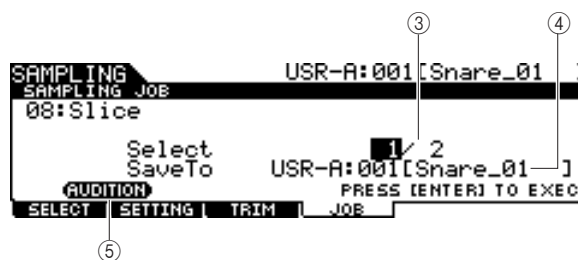 ③ ④
SAMPLING USR-A:001[Snare_01 ]
SAMPLING JOB
08:Slice
Select 1/ 2
SaveTo USR-A:001[Snare_01 ]
AUDITION PRESS [ENTER] TO EXEC
SELECT SETTING TRIM JOB
⑤